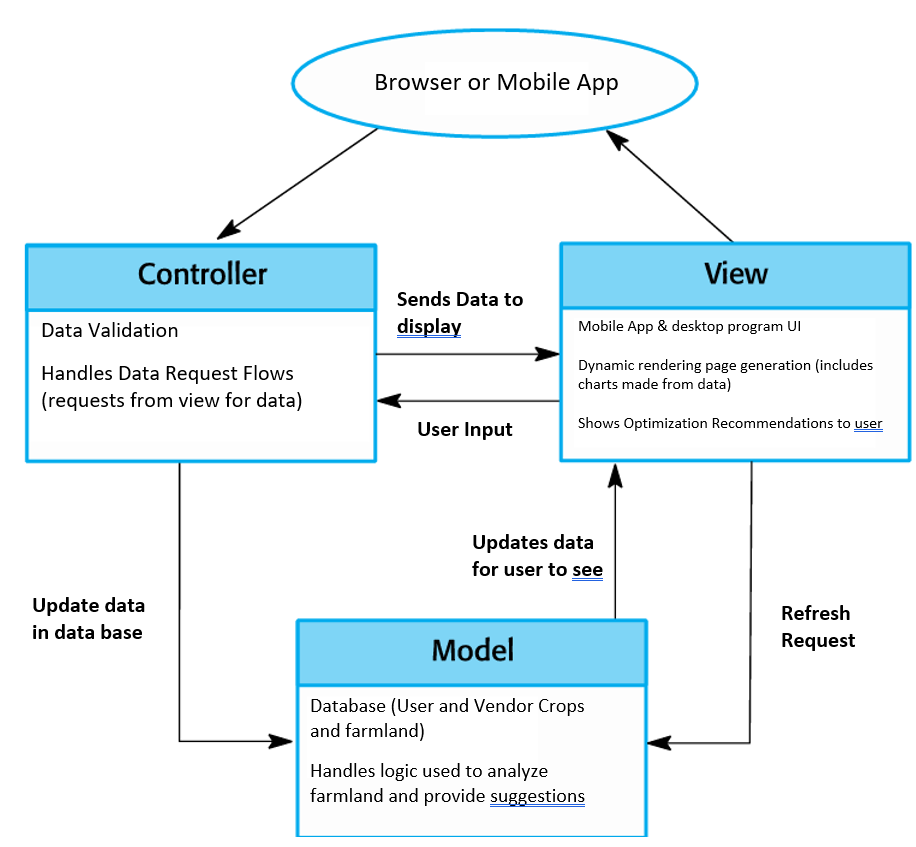 Browser or Mobile App
Controller
Data Validation
Handles Data Request Flows
(requests from view for data)
Sends Data to
display
User Input
View
Mobile App & desktop program UI
Dynamic rendering page generation (includes
charts made from data)
Shows Optimization Recommendations to user
Updates data
for user to see
Update data
in data base
Refresh
Request
Model
Database (User and Vendor Crops
and farmland)
Handles logic used to analyze
farmland and provide suggestions